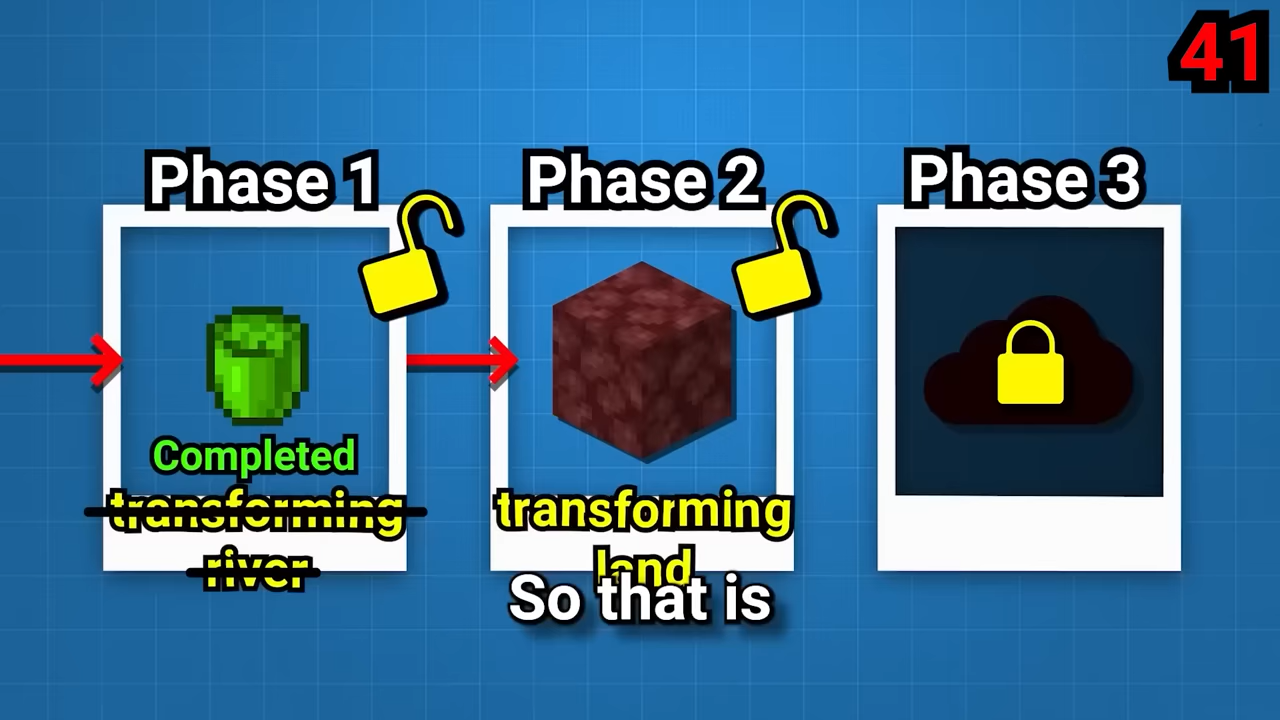 41
Phase 1
Phase 2
Phase 3
Completed
transforming
river
transforming
land
So that is